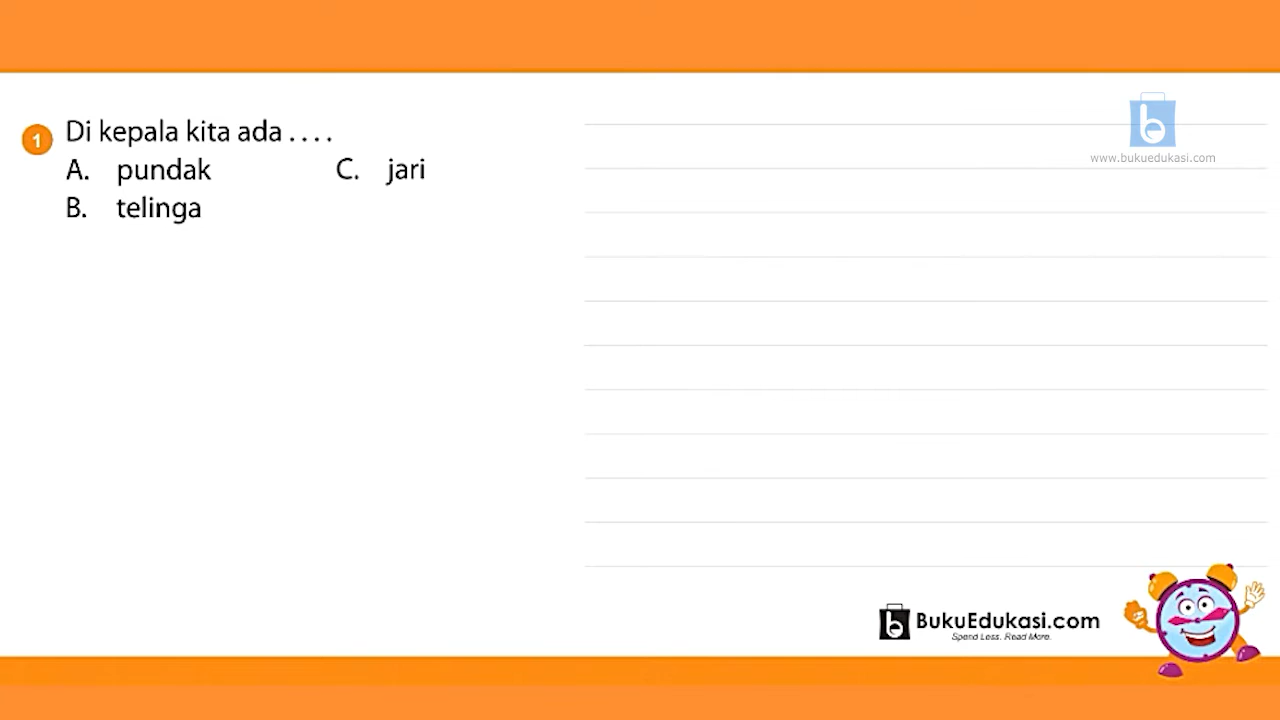 1 Di kepala kita ada . . . .
A. pundak C. jari
B. telinga
b
www.bukuedukasi.com
b BukuEdukasi.com
Spend Less. Read More.